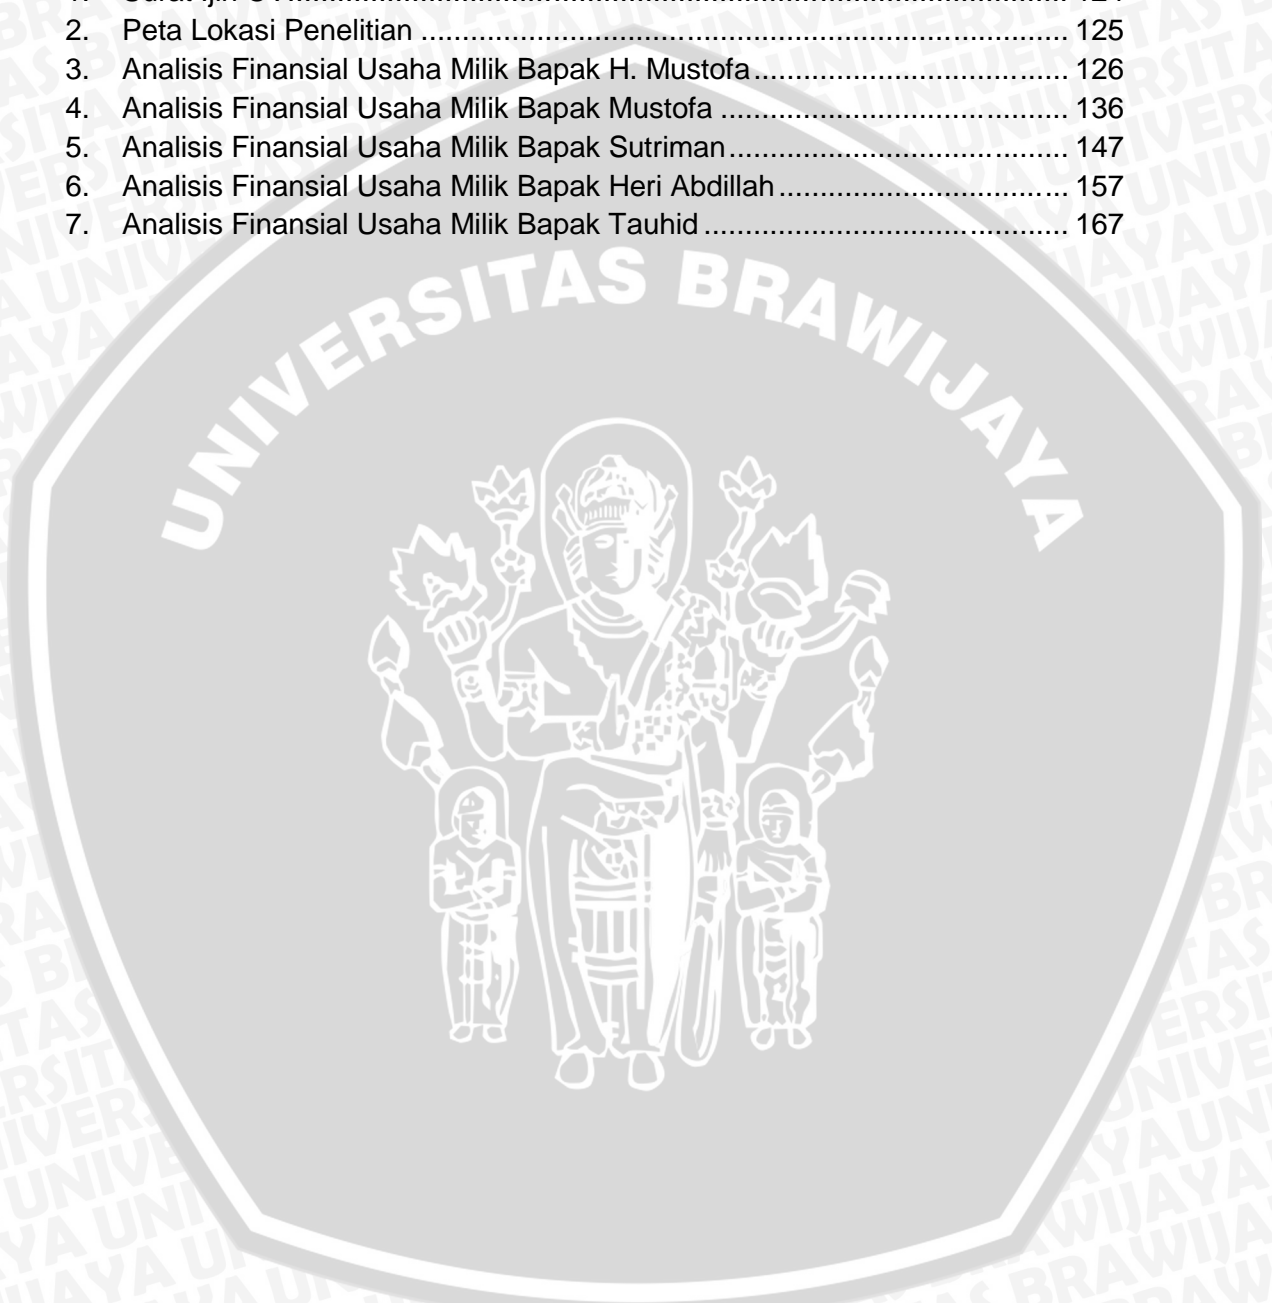 2. Peta Lokasi Penelitian ............................................................................... 125
3. Analisis Finansial Usaha Milik Bapak H. Mustofa ...................................... 126
4. Analisis Finansial Usaha Milik Bapak Mustofa .......................................... 136
5. Analisis Finansial Usaha Milik Bapak Sutriman ......................................... 147
6. Analisis Finansial Usaha Milik Bapak Heri Abdillah ................................... 157
7. Analisis Finansial Usaha Milik Bapak Tauhid ............................................ 167
UNIVERSITAS BRAWIJAYA